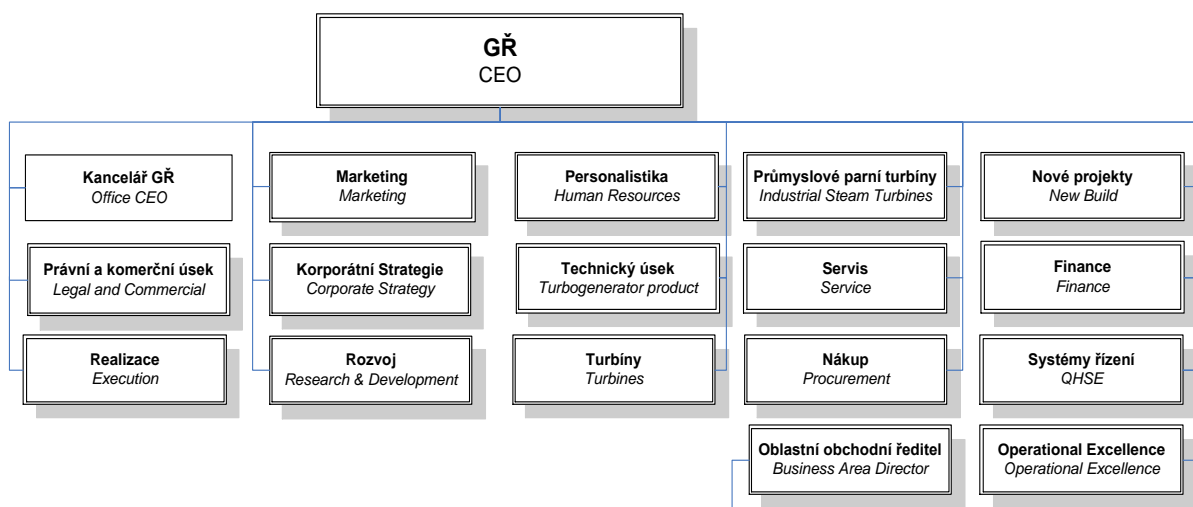 GŘ
CEO
Kancelář GŘ
Office CEO
Marketing
Marketing
Personalistika
Human Resources
Průmyslové parní turbíny
Industrial Steam Turbines
Nové projekty
New Build
Právní a komerční úsek
Legal and Commercial
Korporátní Strategie
Corporate Strategy
Technický úsek
Turbogenerator product
Servis
Service
Finance
Finance
Realizace
Execution
Rozvoj
Research & Development
Turbíny
Turbines
Nákup
Procurement
Systémy řízení
QHSE
Oblastní obchodní ředitel
Business Area Director
Operational Excellence
Operational Excellence